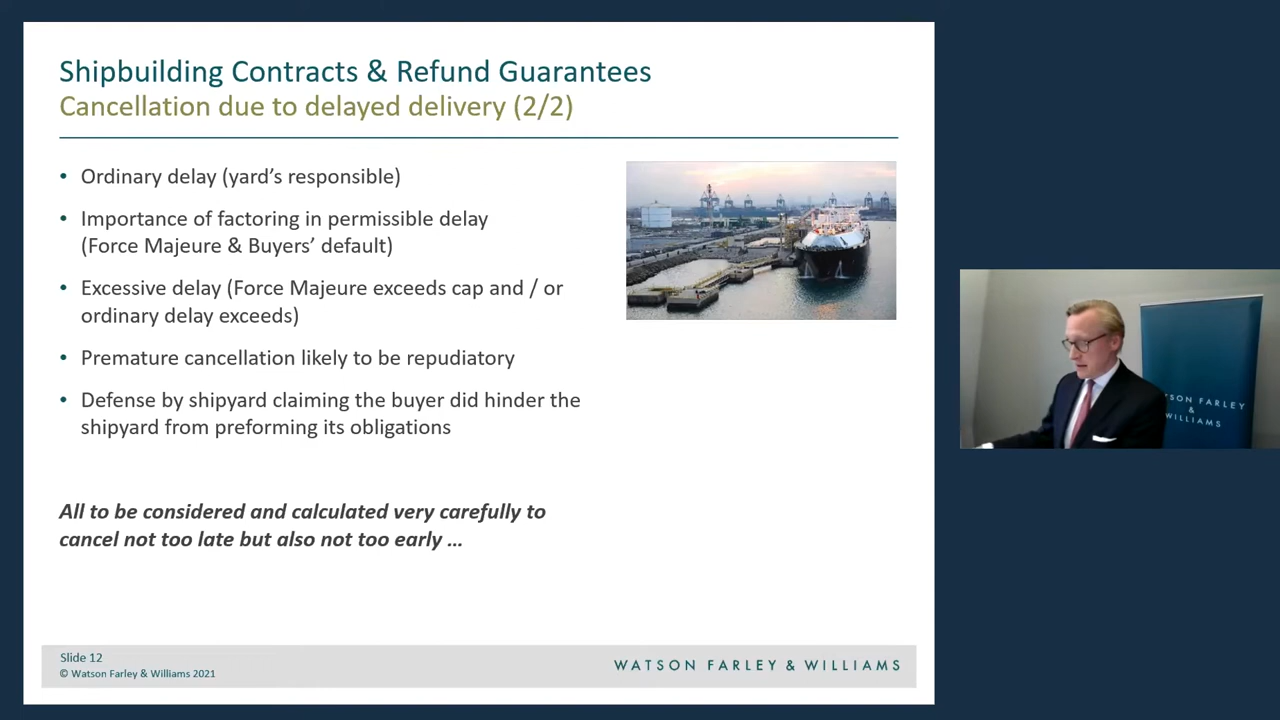 Shipbuilding Contracts & Refund Guarantees
Cancellation due to delayed delivery (2/2)
• Ordinary delay (yard’s responsible)
• Importance of factoring in permissible delay
(Force Majeure & Buyers’ default)
• Excessive delay (Force Majeure exceeds cap and / or
ordinary delay exceeds)
• Premature cancellation likely to be repudiatory
• Defense by shipyard claiming the buyer did hinder the
shipyard from preforming its obligations
All to be considered and calculated very carefully to
cancel not too late but also not too early …
Slide 12
© Watson Farley & Williams 2021
WATSON FARLEY & WILLIAMS
TSON FARLEY
&
WILLIAMS